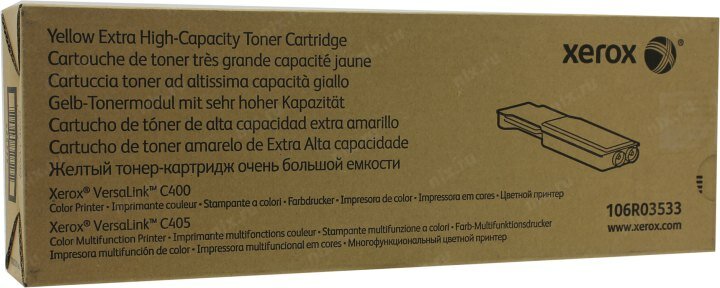 Yellow Extra High-Capacity Toner Cartridge
Cartouche de toner très grande capacité jaune
Cartuccia toner ad altissima capacità giallo
Gelb-Tonermodul mit sehr hoher Kapazität
Cartucho de tóner de alta capacidad extra amarillo
Cartucho de toner amarelo de Extra Alta capacidade
Желтый тонер-картридж очень большой емкости
Xerox® VersaLink™ C400
Color Printer • Imprimante couleur • Stampante a colori • Farbdrucker • Impresora de color • Impressora em cores • Цветной принтер
Xerox® VersaLink™ C405
Color Multifunction Printer • Imprimante multifonctions couleur • Stampante multifunzione a colori • Farb-Multifunktionsdrucker
Impresora multifunción de color • Impressora multifuncional em cores • Многофункциональный цветной принтер
xerox
106R03533
www.xerox.com